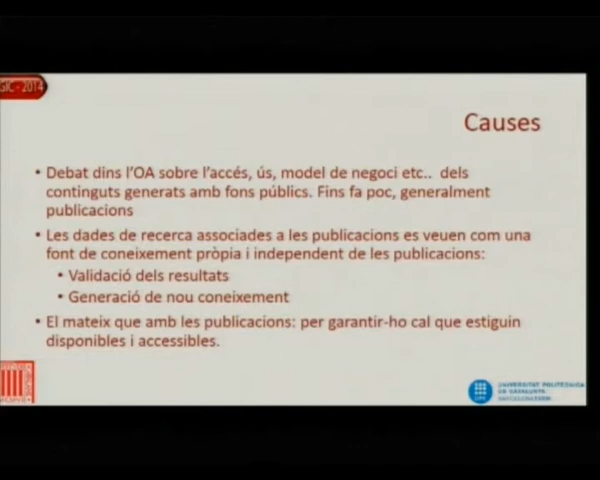 GIC - 2014
Causes
• Debat dins l'OA sobre l'accés, ús, model de negoci etc.. dels
continguts generats amb fons públics. Fins fa poc, generalment
publicacions
• Les dades de recerca associades a les publicacions es veuen com una
font de coneixement pròpia i independent de les publicacions:
• Validació dels resultats
• Generació de nou coneixement
• El mateix que amb les publicacions: per garantir-ho cal que estiguin
disponibles i accessibles.
UNIVERSITAT POLITÈCNICA
DE CATALUNYA
BARCELONATECH